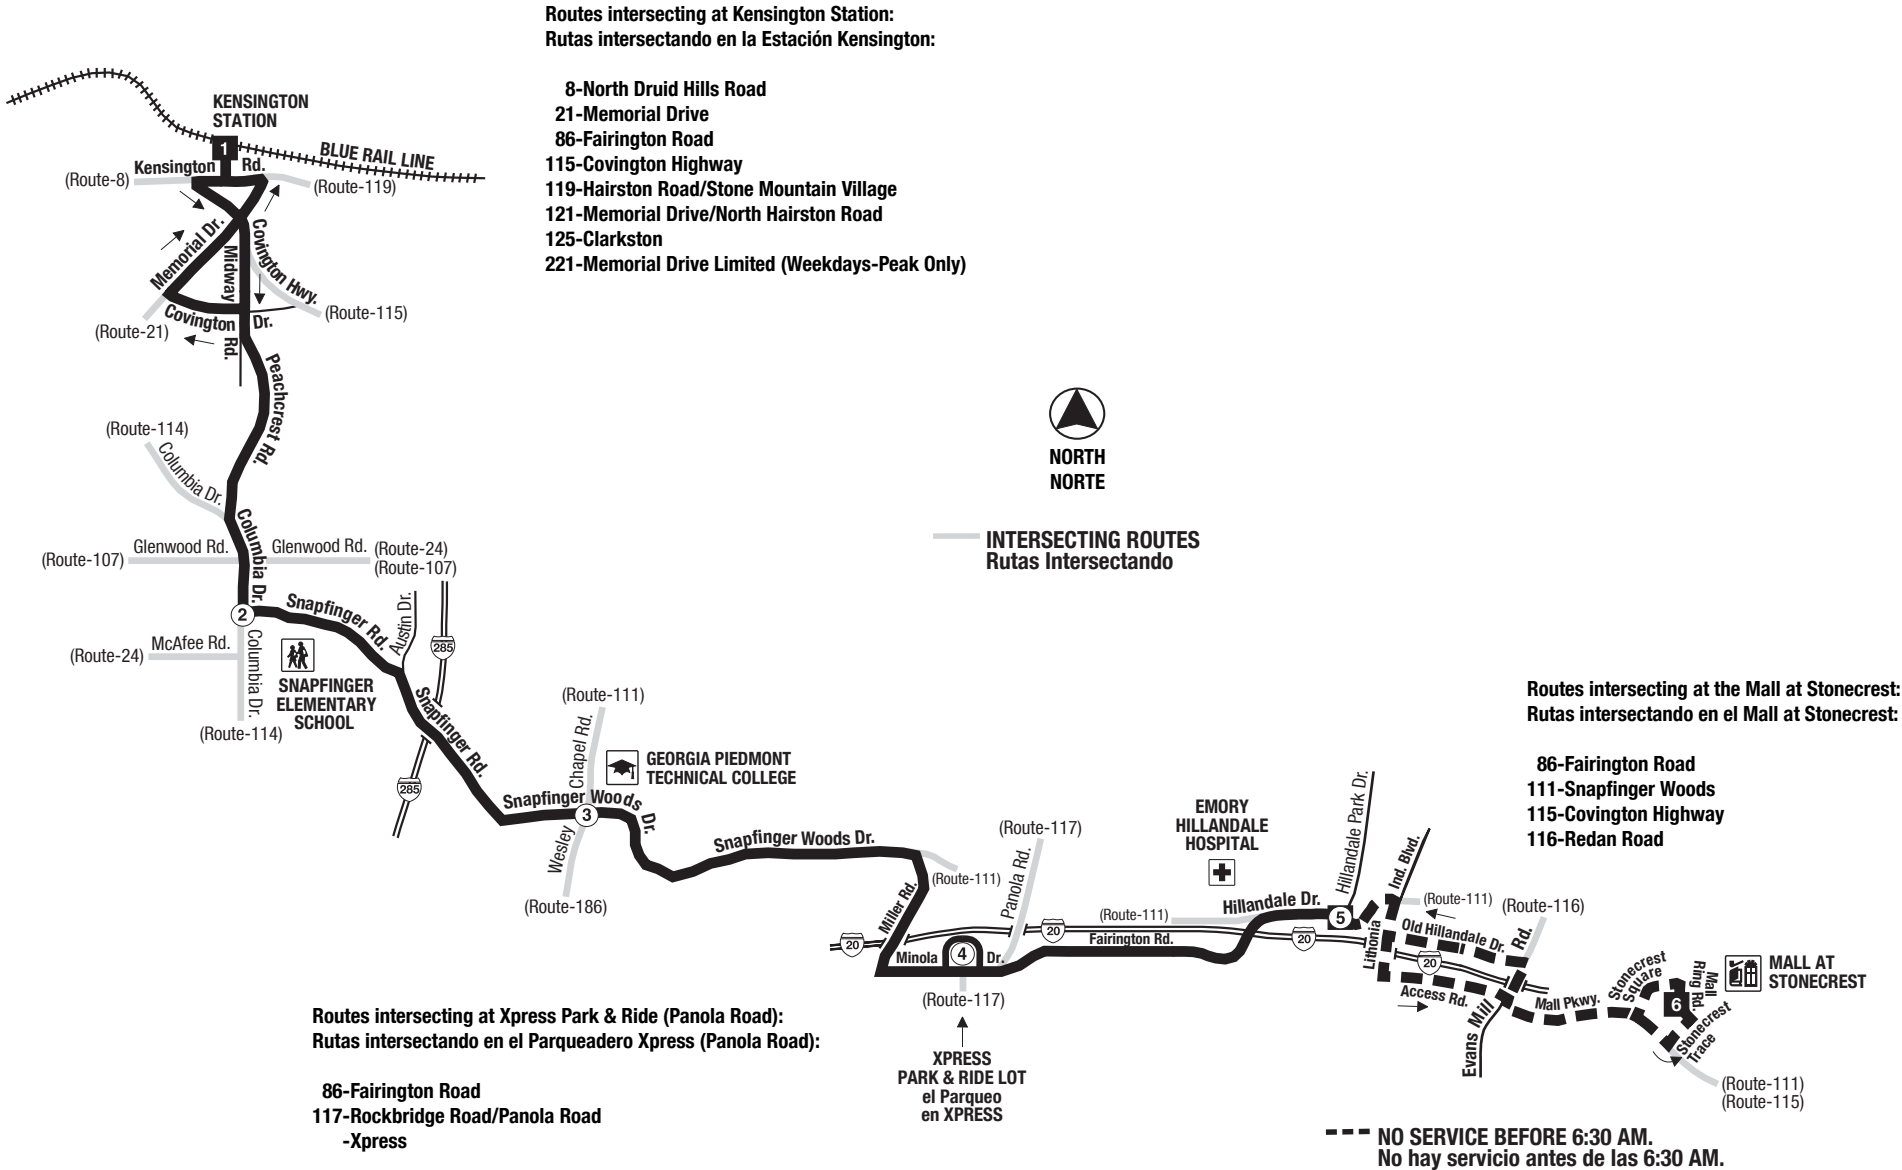 Routes intersecting at Kensington Station:
Rutas intersectando en la Estación Kensington:
8-North Druid Hills Road
21-Memorial Drive
86-Fairington Road
115-Covington Highway
119-Hairston Road/Stone Mountain Village
121-Memorial Drive/North Hairston Road
125-Clarkston
221-Memorial Drive Limited (Weekdays-Peak Only)
KENSINGTON
STATION
1
BLUE RAIL LINE
Kensington Rd.
(Route-8)
(Route-119)
Memorial Dr.
Midway
Rd.
Covington Hwy.
(Route-115)
(Route-21)
Covington Dr.
Peachcrest Rd.
(Route-114)
Columbia Dr.
Columbia Dr.
Glenwood Rd.
Glenwood Rd.
(Route-107)
(Route-24)
(Route-107)
2
Snapfinger Rd.
Austin Dr.
285
McAfee Rd.
(Route-24)
Columbia Dr.
(Route-114)
SNAPFINGER
ELEMENTARY
SCHOOL
Snapfinger Rd.
285
NORTH
NORTE
INTERSECTING ROUTES
Rutas Intersectando
(Route-111)
Wesley Chapel Rd.
GEORGIA PIEDMONT
TECHNICAL COLLEGE
Snapfinger Woods Dr.
3
(Route-186)
Snapfinger Woods Dr.
(Route-111)
Miller Rd.
20
Minola Dr.
4
(Route-117)
Panola Rd.
(Route-117)
20
XPRESS
PARK & RIDE LOT
el Parqueo
en XPRESS
Fairington Rd.
(Route-111)
EMORY
HILLANDALE
HOSPITAL
Hillandale Dr.
20
5
Hillandale Park Dr.
Lithonia Ind. Blvd.
(Route-111)
Old Hillandale Dr.
20
Access Rd.
(Route-116)
Evans Mill Rd.
Mall Pkwy.
Stonecrest
Square
Mall
Ring Rd.
6
Stonecrest
Trace
MALL AT
STONECREST
(Route-111)
(Route-115)
Routes intersecting at the Mall at Stonecrest:
Rutas intersectando en el Mall at Stonecrest:
86-Fairington Road
111-Snapfinger Woods
115-Covington Highway
116-Redan Road
Routes intersecting at Xpress Park & Ride (Panola Road):
Rutas intersectando en el Parqueadero Xpress (Panola Road):
86-Fairington Road
117-Rockbridge Road/Panola Road
-Xpress
NO SERVICE BEFORE 6:30 AM.
No hay servicio antes de las 6:30 AM.